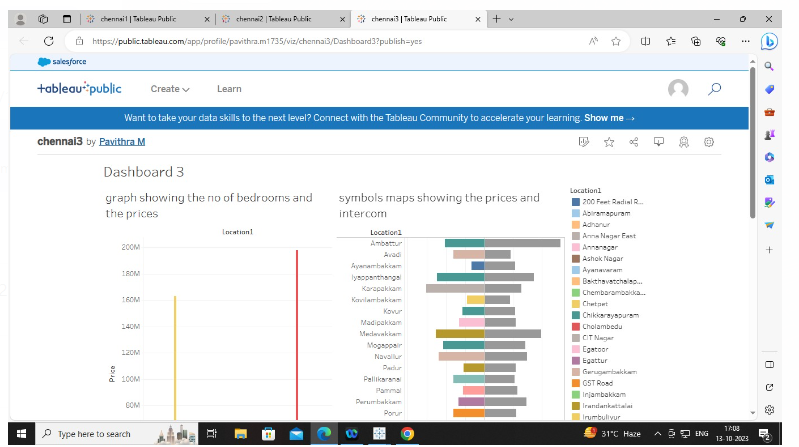 chennai1 | Tableau Public
chennai2 | Tableau Public
chennai3 | Tableau Public
https://public.tableau.com/app/profile/pavithra.m1735/viz/chennai3/Dashboard3?publish=yes
salesforce
+ableau public
Create
Learn
Want to take your data skills to the next level? Connect with the Tableau Community to accelerate your learning. Show me →
chennai3 by Pavithra M
Dashboard 3
graph showing the no of bedrooms and
the prices
Location1
200M
180M
160M
140M
120M
100M
80M
Price
symbols maps showing the prices and
intercom
Location1
Ambattur
Avadi
Ayanambakkam
Iyappanthangal
Karapakkam
Kovilambakkam
Kovur
Madipakkam
Medavakkam
Mogappair
Navallur
Padur
Pallikaranai
Pammal
Perumbakkam
Porur
Location1
200 Feet Radial R...
Abiramapuram
Adhanur
Anna Nagar East
Annanagar
Ashok Nagar
Ayanavaram
Bakthavatchalap...
Chembarambakka...
Chetpet
Chikkarayapuram
Cholambedu
CIT Nagar
Egatoor
Egattur
Gerugambakkam
GST Road
Injambakkam
Irandankattalai
Irumbuliyur
Type here to search
31°C Haze
ENG
17:08
13-10-2023
2